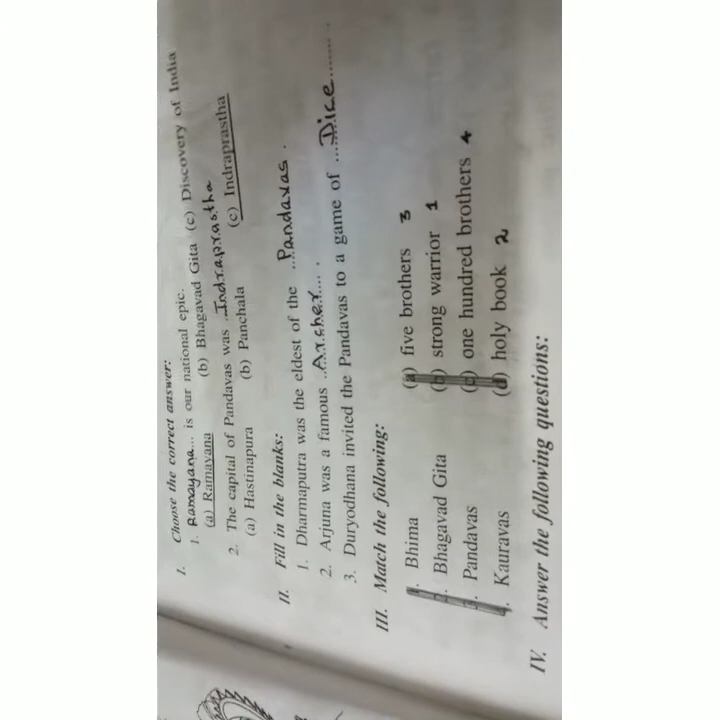 I. Choose the correct answer:
1. Ramayana... is our national epic.
(a) Ramayana (b) Bhagavad Gita (c) Discovery of India
2. The capital of Pandavas was ..Indraprastha
(a) Hastinapura (b) Panchala (c) Indraprastha
II. Fill in the blanks:
1. Dharmaputra was the eldest of the ....Pandavas.
2. Arjuna was a famous ..Archer.... .
3. Duryodhana invited the Pandavas to a game of .....Dice........ .
III. Match the following:
1. Bhima (a) five brothers 3
2. Bhagavad Gita (b) strong warrior 1
3. Pandavas (c) one hundred brothers 4
4. Kauravas (d) holy book 2
IV. Answer the following questions: